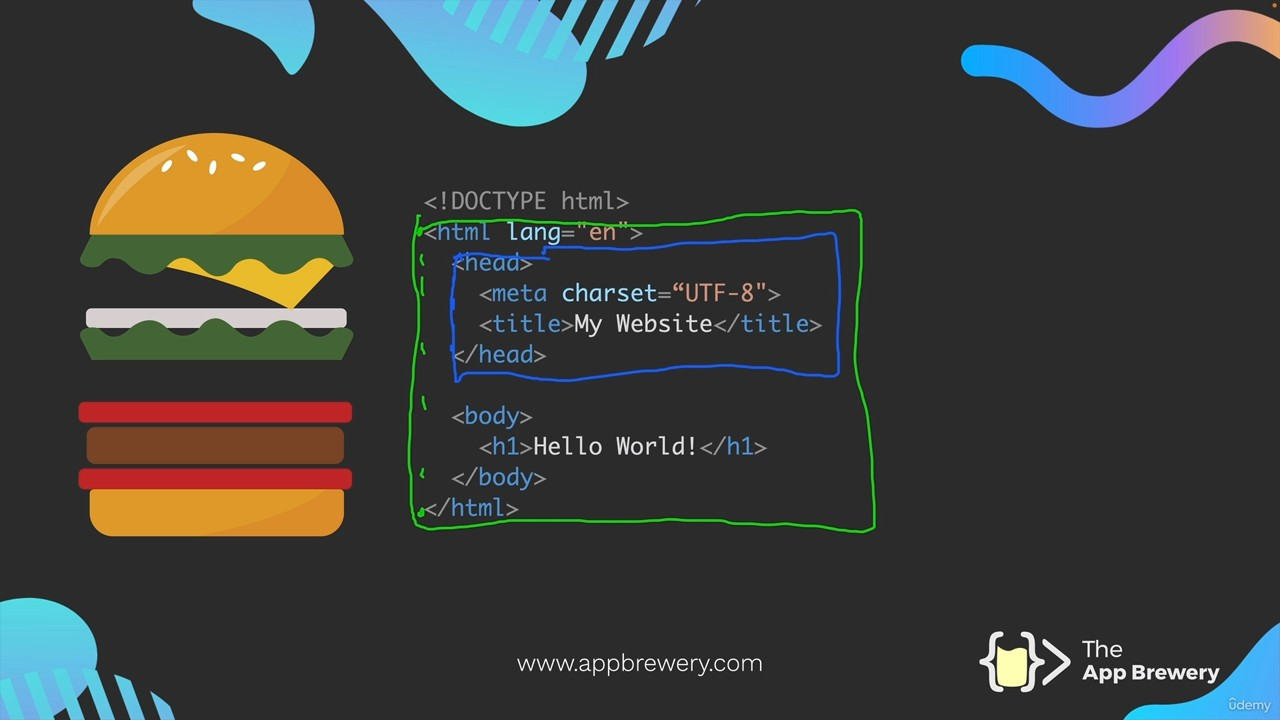 <!DOCTYPE html>
<html lang="en">
<head>
<meta charset=“UTF-8">
<title>My Website</title>
</head>
<body>
<h1>Hello World!</h1>
</body>
</html>
www.appbrewery.com
The
App Brewery
ûdemy